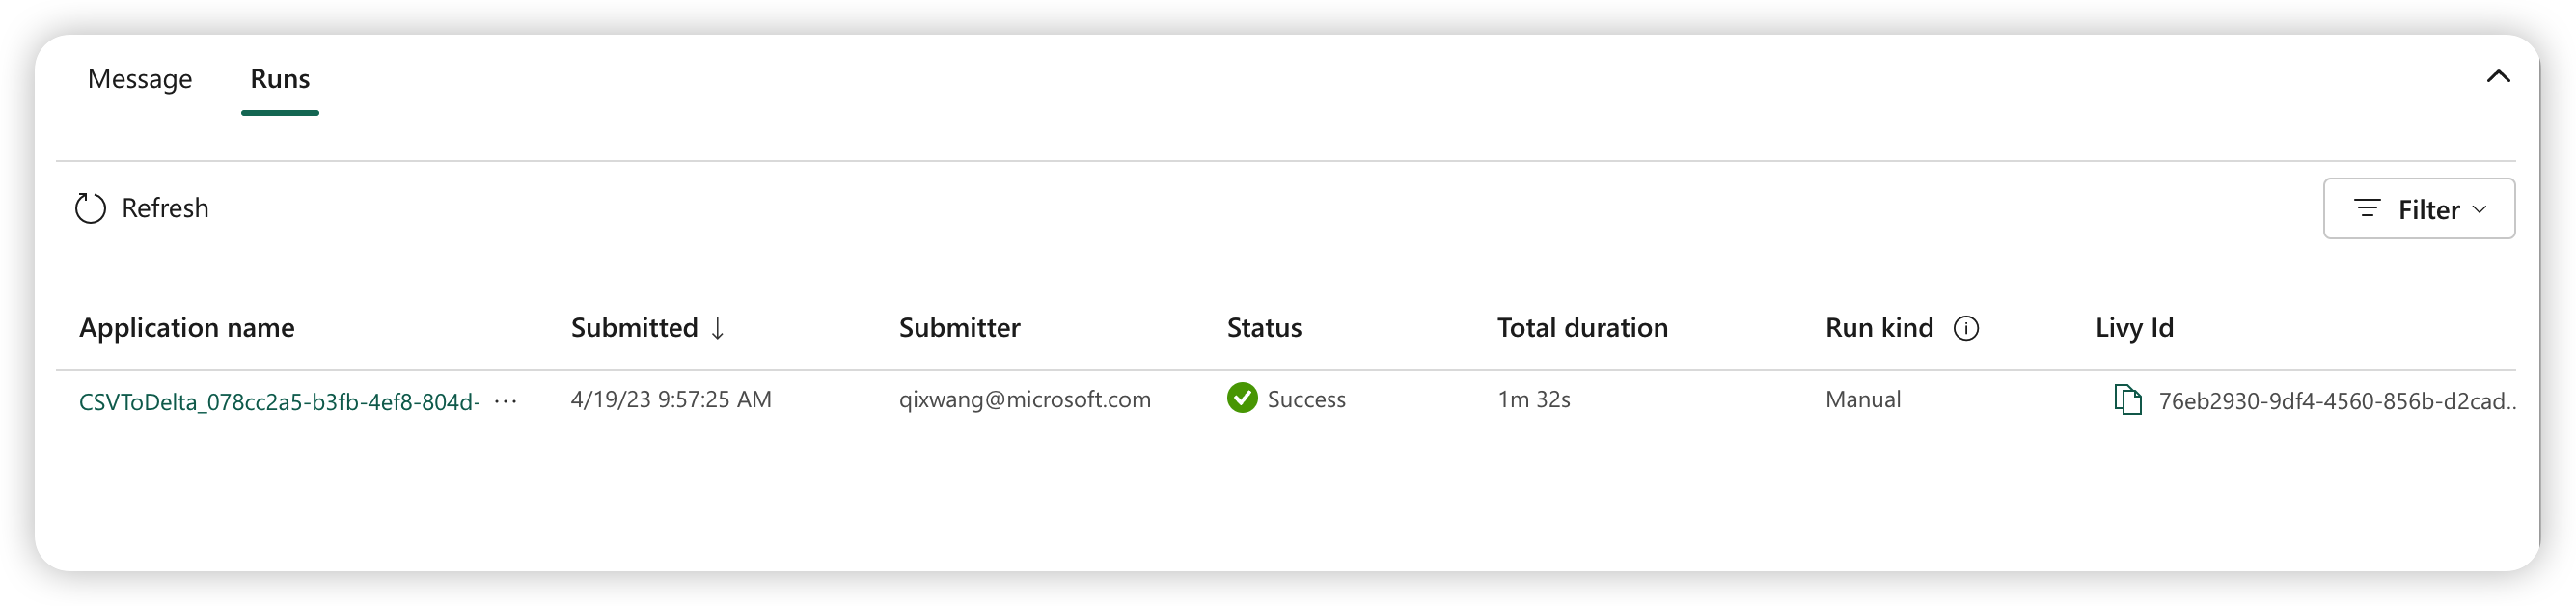 Message Runs
Refresh Filter
Application name Submitted ↓ Submitter Status Total duration Run kind Livy Id
CSVToDelta_078cc2a5-b3fb-4ef8-804d- ··· 4/19/23 9:57:25 AM qixwang@microsoft.com Success 1m 32s Manual 76eb2930-9df4-4560-856b-d2cad..